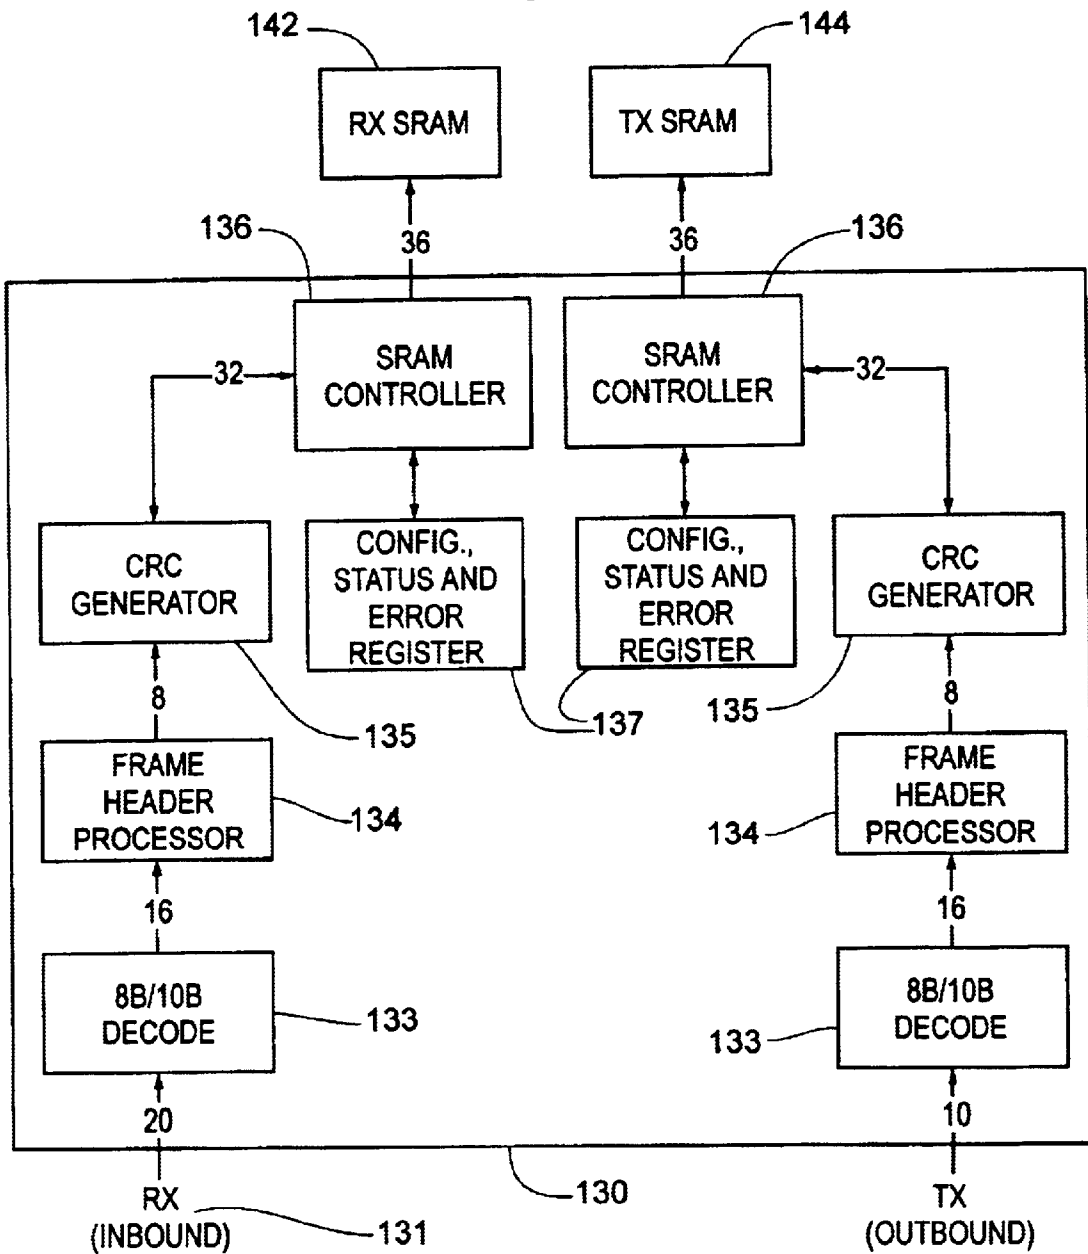 142
144
RX SRAM
TX SRAM
136
36
36
136
SRAM
CONTROLLER
SRAM
CONTROLLER
32
32
CRC
GENERATOR
CONFIG.,
STATUS AND
ERROR
REGISTER
CONFIG.,
STATUS AND
ERROR
REGISTER
CRC
GENERATOR
8
135
137
135
8
FRAME
HEADER
PROCESSOR
134
134
FRAME
HEADER
PROCESSOR
16
16
8B/10B
DECODE
133
133
8B/10B
DECODE
20
10
RX
(INBOUND)
131
130
TX
(OUTBOUND)